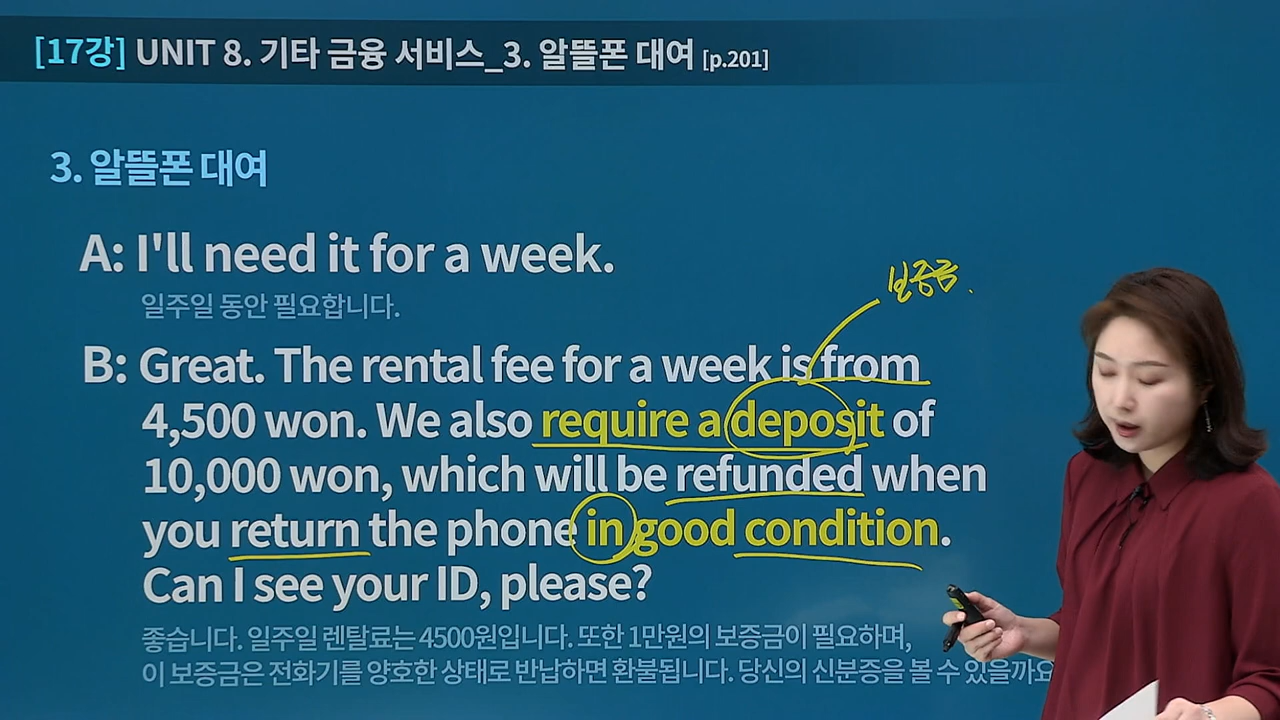 [17강] UNIT 8. 기타 금융 서비스_3. 알뜰폰 대여 [p.201]
3. 알뜰폰 대여
A: I'll need it for a week.
일주일 동안 필요합니다.
보증금.
B: Great. The rental fee for a week is from
4,500 won. We also require a deposit of
10,000 won, which will be refunded when
you return the phone in good condition.
Can I see your ID, please?
좋습니다. 일주일 렌탈료는 4500원입니다. 또한 1만원의 보증금이 필요하며,
이 보증금은 전화기를 양호한 상태로 반납하면 환불됩니다. 당신의 신분증을 볼 수 있을까요